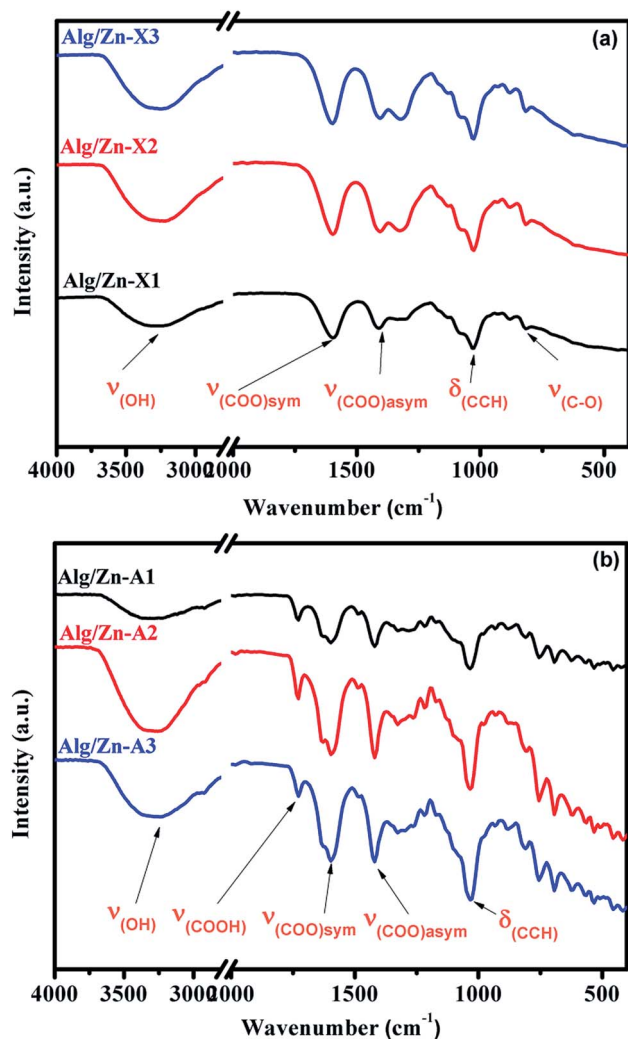 (a)
Alg/Zn-X3
Alg/Zn-X2
Alg/Zn-X1
Intensity (a.u.)
ν(OH)
ν(COO)sym
ν(COO)asym
δ(CCH)
ν(C-O)
4000 3500 3000 2000 1500 1000 500
Wavenumber (cm-1)
(b)
Alg/Zn-A1
Alg/Zn-A2
Alg/Zn-A3
Intensity (a.u.)
ν(OH)
ν(COOH)
ν(COO)sym
ν(COO)asym
δ(CCH)
4000 3500 3000 2000 1500 1000 500
Wavenumber (cm-1)